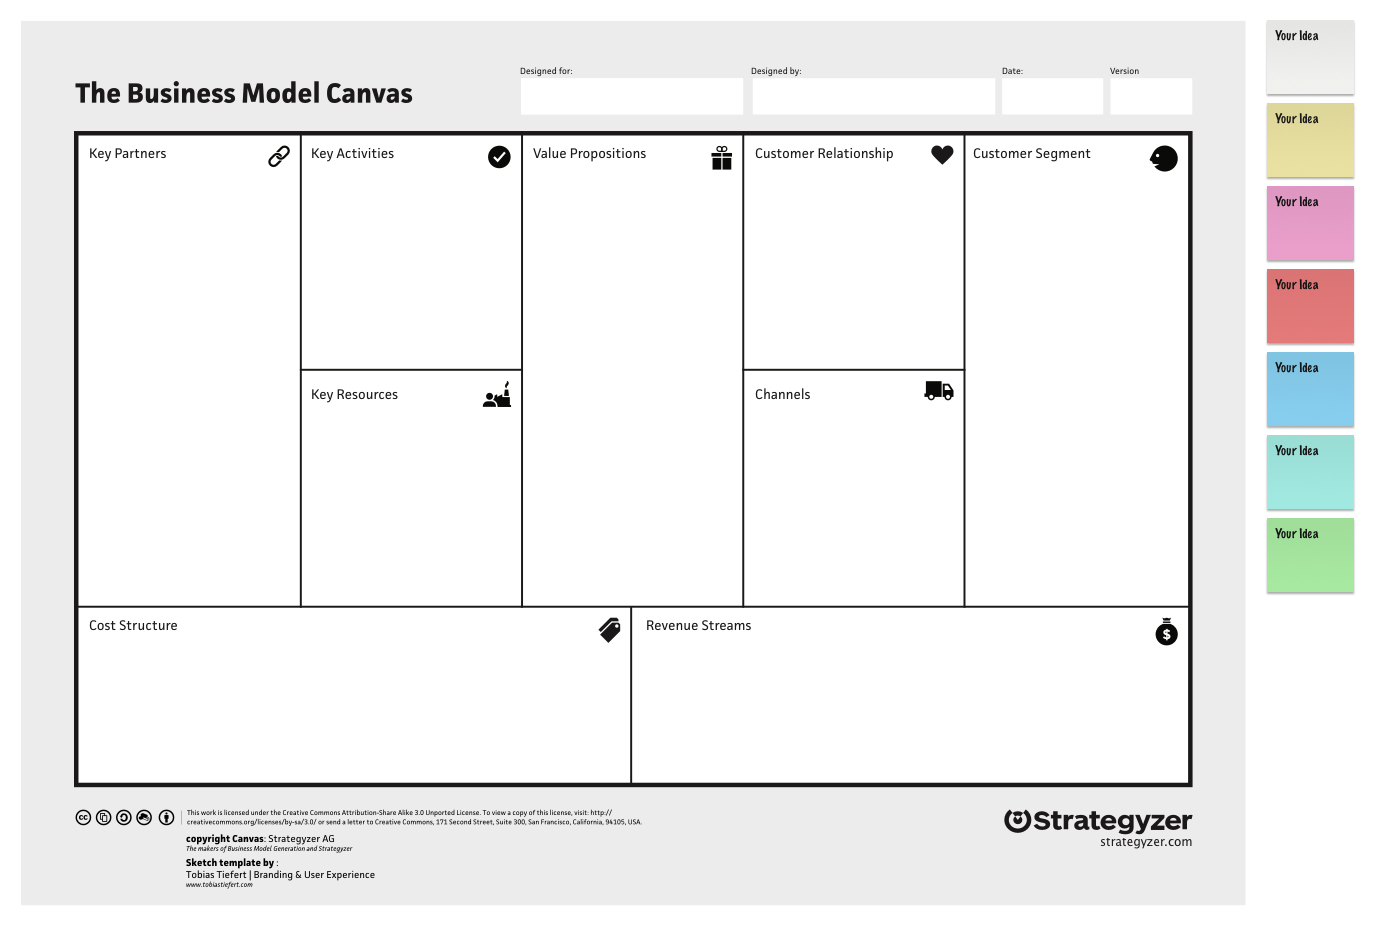 The Business Model Canvas
Designed for:
Designed by:
Date:
Version
Key Partners
Key Activities
Value Propositions
Customer Relationship
Customer Segment
Key Resources
Channels
Cost Structure
Revenue Streams
$
cc
This work is licensed under the Creative Commons Attribution-Share Alike 3.0 Unported License. To view a copy of this license, visit: http://
creativecommons.org/licenses/by-sa/3.0/ or send a letter to Creative Commons, 171 Second Street, Suite 300, San Francisco, California, 94105, USA.
copyright Canvas: Strategyzer AG
The makers of Business Model Generation and Strategyzer
Sketch template by :
Tobias Tiefert | Branding & User Experience
www.tobiastiefert.com
Strategyzer
strategyzer.com
Your Idea
Your Idea
Your Idea
Your Idea
Your Idea
Your Idea
Your Idea